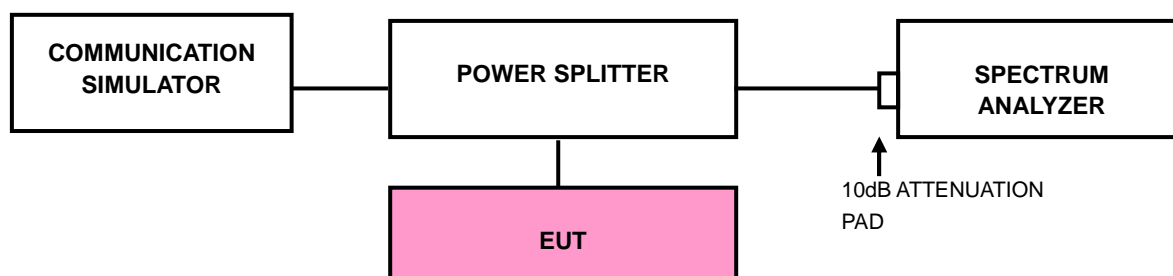 COMMUNICATION
SIMULATOR
POWER SPLITTER
SPECTRUM
ANALYZER
10dB ATTENUATION
PAD
EUT